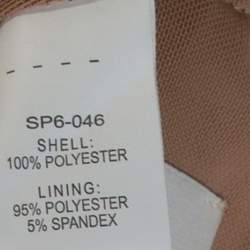 SP6-046
SHELL:
100% POLYESTER
LINING:
95% POLYESTER
5% SPANDEX